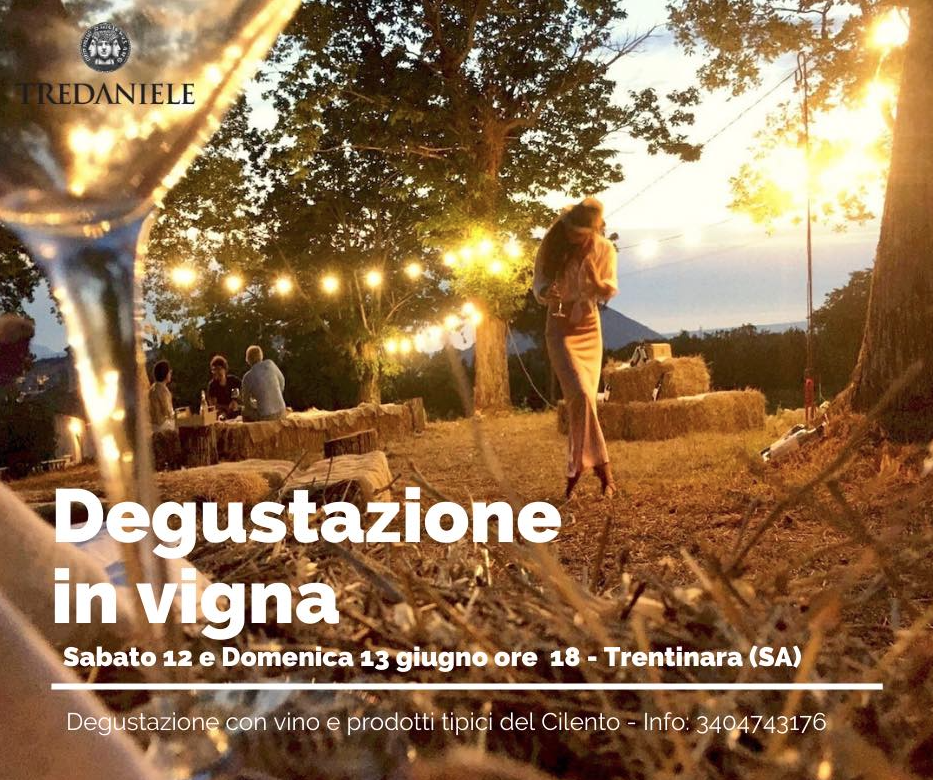 TREDANIELE
Degustazione
in vigna
Sabato 12 e Domenica 13 giugno ore 18 - Trentinara (SA)
Degustazione con vino e prodotti tipici del Cilento - Info: 3404743176